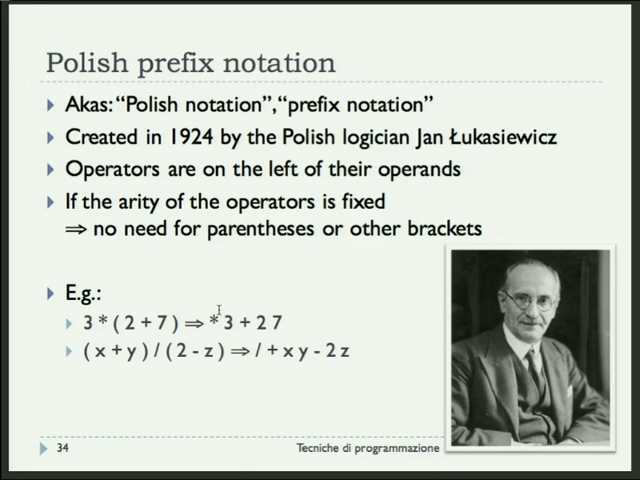 Polish prefix notation
Akas: “Polish notation”, “prefix notation”
Created in 1924 by the Polish logician Jan Łukasiewicz
Operators are on the left of their operands
If the arity of the operators is fixed
⇒ no need for parentheses or other brackets
E.g.:
3 * ( 2 + 7 ) ⇒ * 3 + 2 7
( x + y ) / ( 2 - z ) ⇒ / + x y - 2 z
34
Tecniche di programmazione